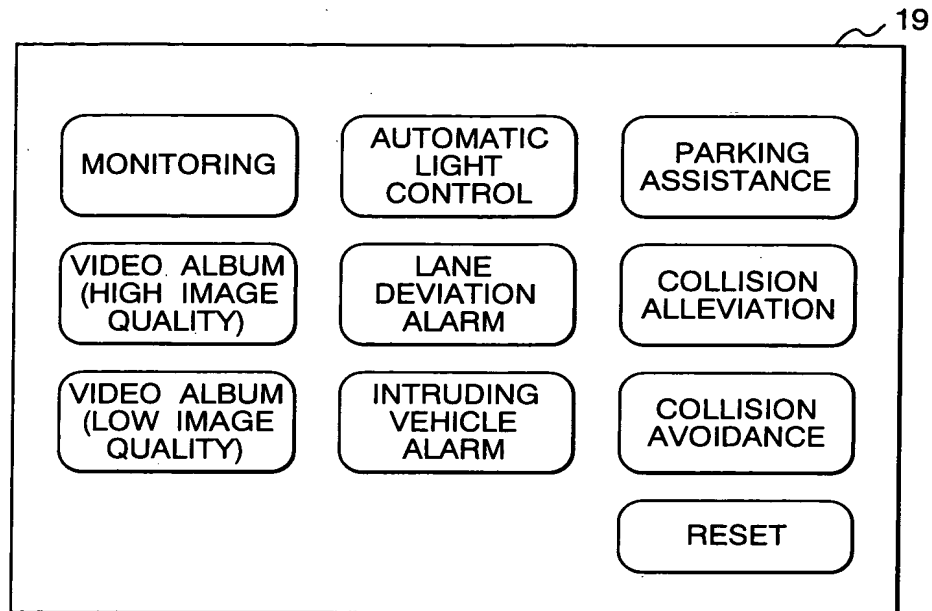 19
MONITORING
AUTOMATIC
LIGHT
CONTROL
PARKING
ASSISTANCE
VIDEO ALBUM
(HIGH IMAGE
QUALITY)
LANE
DEVIATION
ALARM
COLLISION
ALLEVIATION
VIDEO ALBUM
(LOW IMAGE
QUALITY)
INTRUDING
VEHICLE
ALARM
COLLISION
AVOIDANCE
RESET